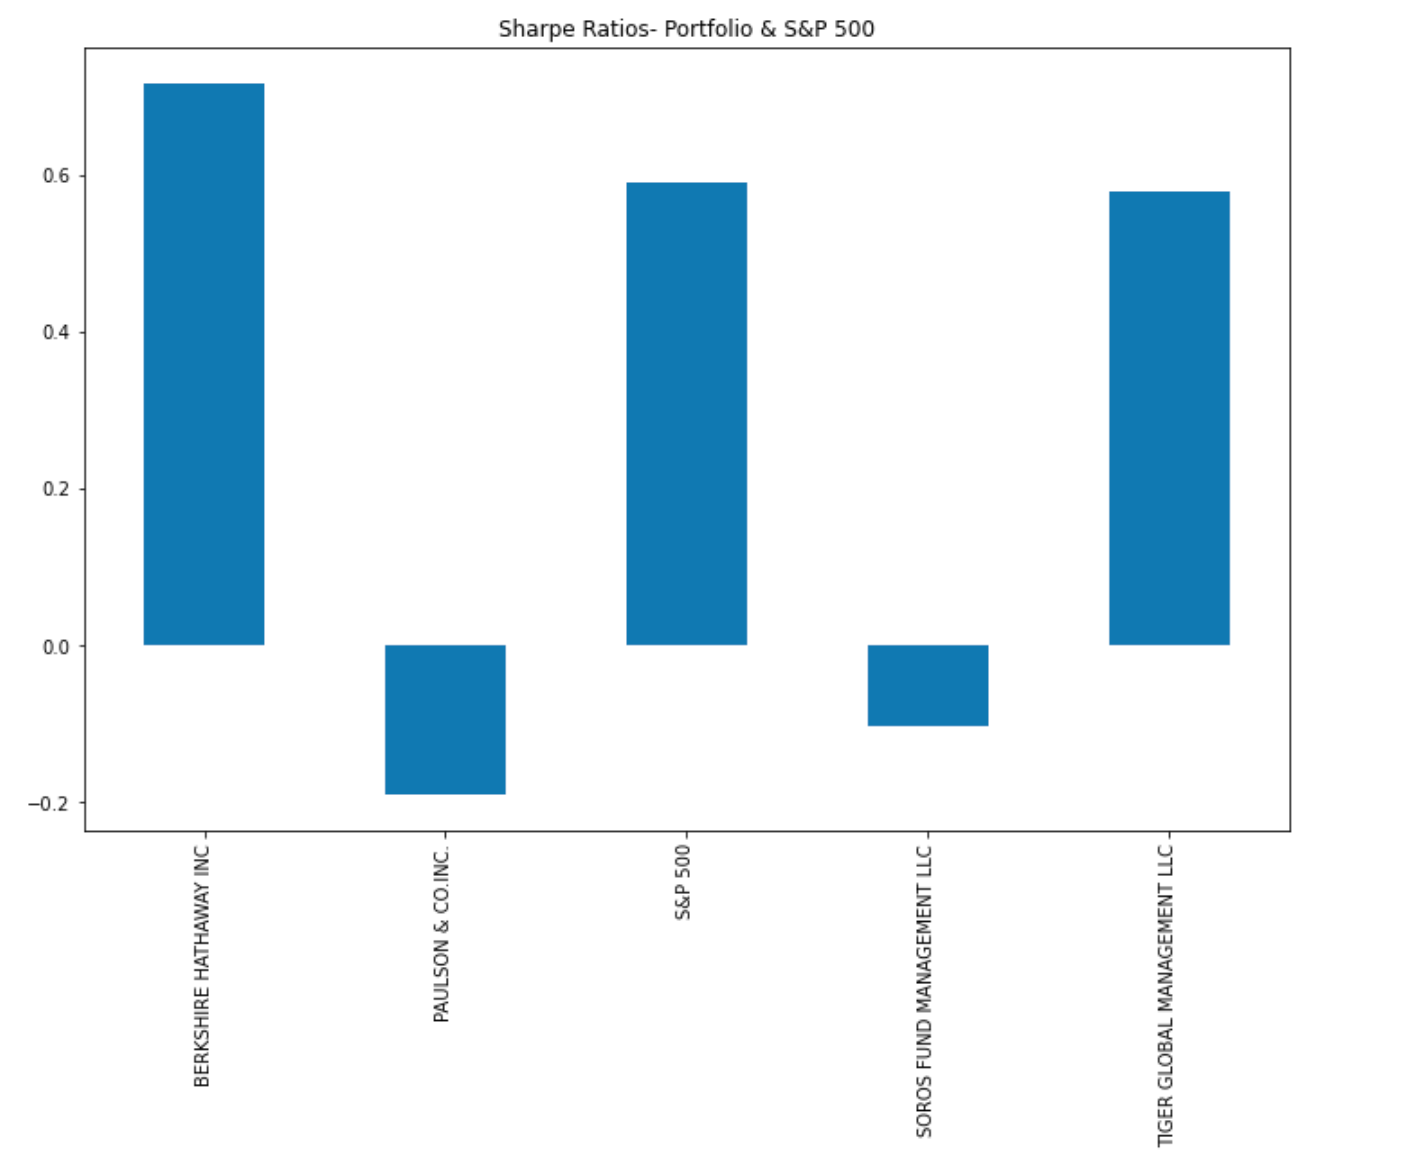 Sharpe Ratios- Portfolio & S&P 500
0.6
0.4
0.2
0.0
−0.2
BERKSHIRE HATHAWAY INC
PAULSON & CO.INC.
S&P 500
SOROS FUND MANAGEMENT LLC
TIGER GLOBAL MANAGEMENT LLC